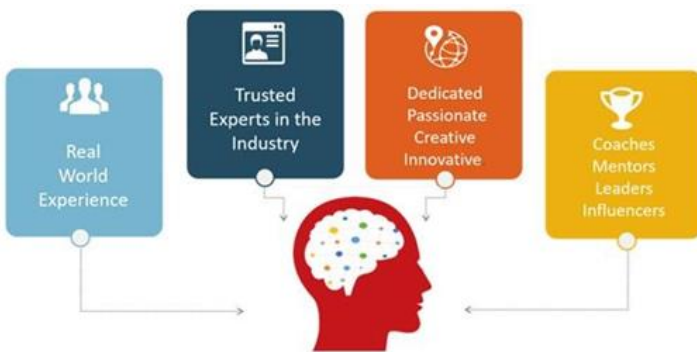 Real
World
Experience
Trusted
Experts in the
Industry
Dedicated
Passionate
Creative
Innovative
Coaches
Mentors
Leaders
Influencers